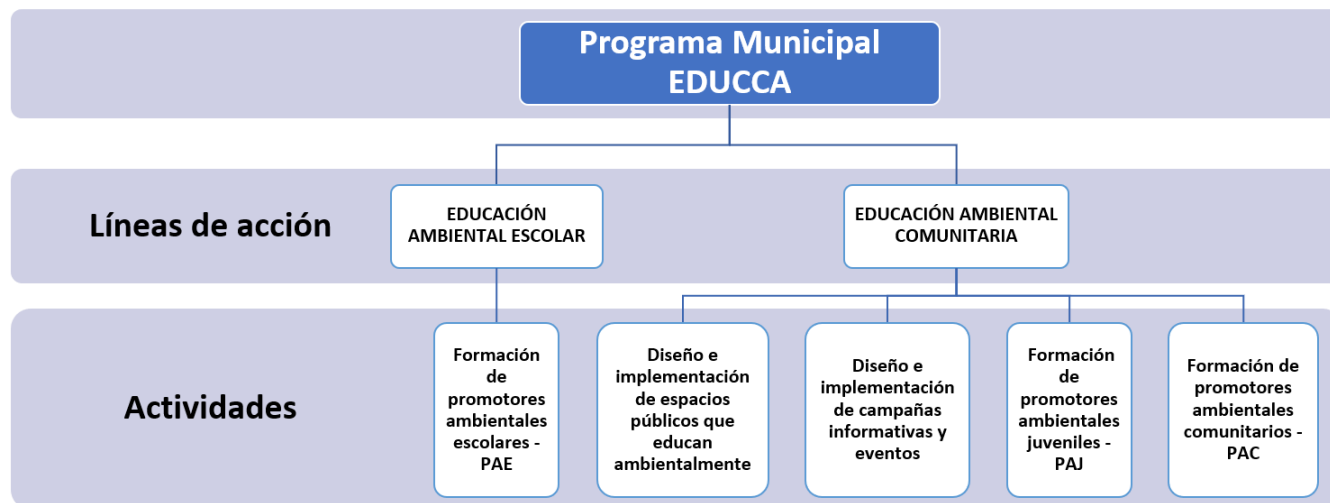 Programa Municipal
EDUCCA
Líneas de acción
EDUCACIÓN
AMBIENTAL ESCOLAR
EDUCACIÓN AMBIENTAL
COMUNITARIA
Actividades
Formación
de
promotores
ambientales
escolares -
PAE
Diseño e
implementación
de espacios
públicos que
educan
ambientalmente
Diseño e
implementación
de campañas
informativas y
eventos
Formación
de
promotores
ambientales
juveniles -
PAJ
Formación de
promotores
ambientales
comunitarios -
PAC